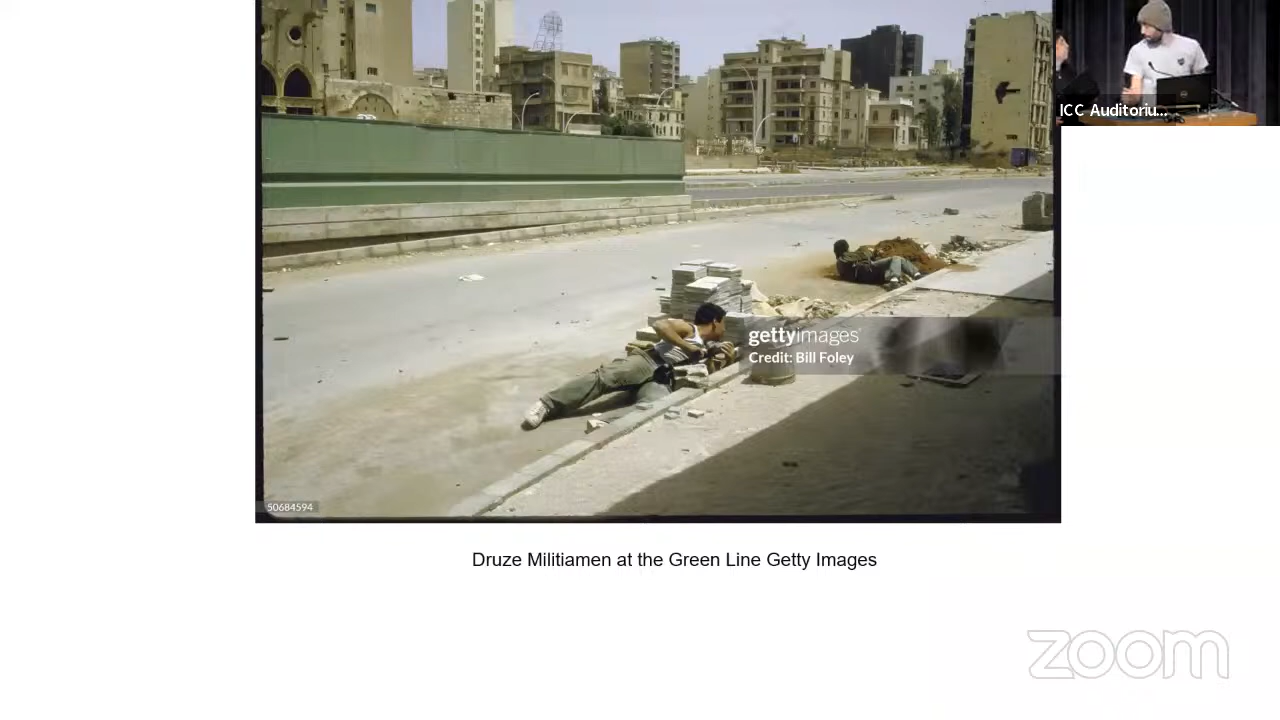 ICC Auditoriu...
gettyimages
Credit: Bill Foley
50684594
Druze Militiamen at the Green Line Getty Images
zoom